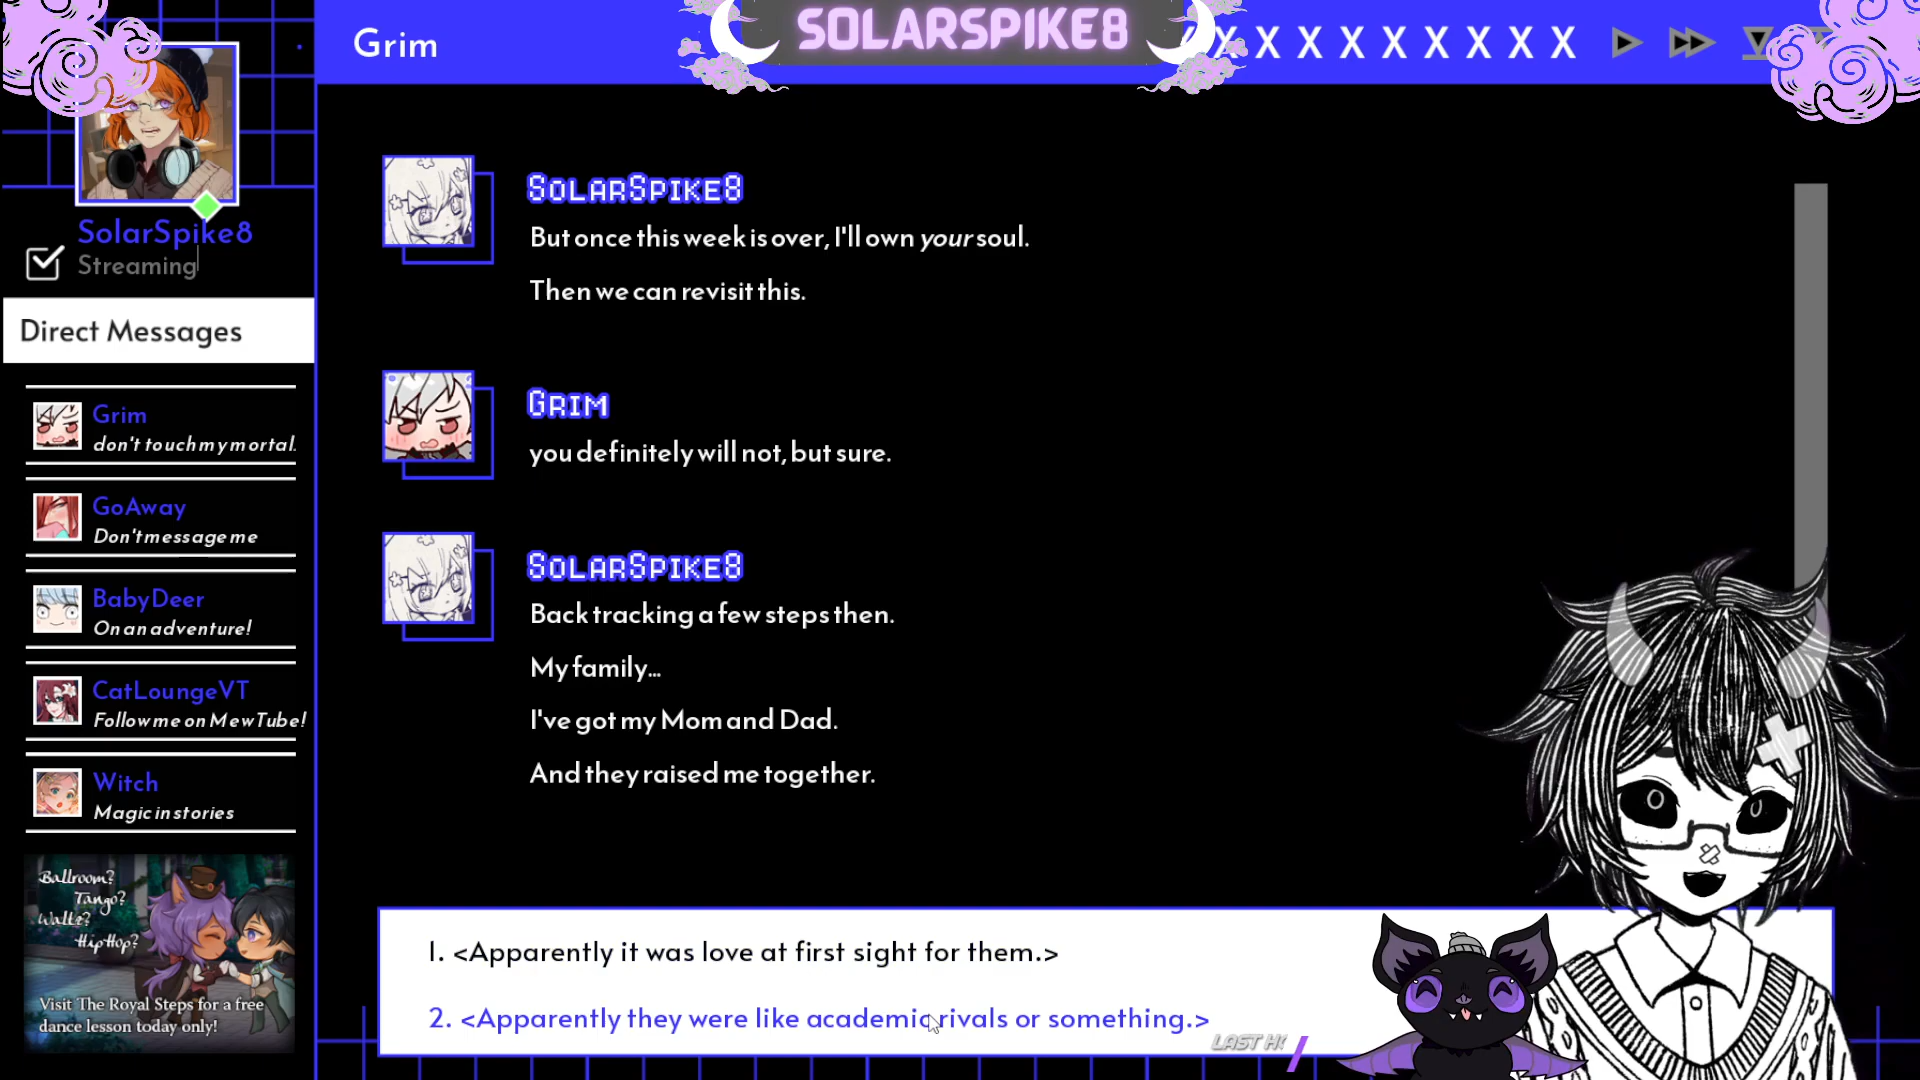 SOLARSPIKE8
Grim
X X X X X X X X X
SolarSpike8
Streaming
Direct Messages
Grim
don't touch my mortal.
GoAway
Don't message me
BabyDeer
On an adventure!
CatLoungeVT
Follow me on MewTube!
Witch
Magic in stories
Ballroom?
Tango?
Waltz?
Hip Hop?
Visit The Royal Steps for a free
dance lesson today only!
SolarSpike8
But once this week is over, I'll own your soul.
Then we can revisit this.
Grim
you definitely will not, but sure.
SolarSpike8
Back tracking a few steps then.
My family...
I've got my Mom and Dad.
And they raised me together.
1. <Apparently it was love at first sight for them.>
2. <Apparently they were like academic rivals or something.>
LAST